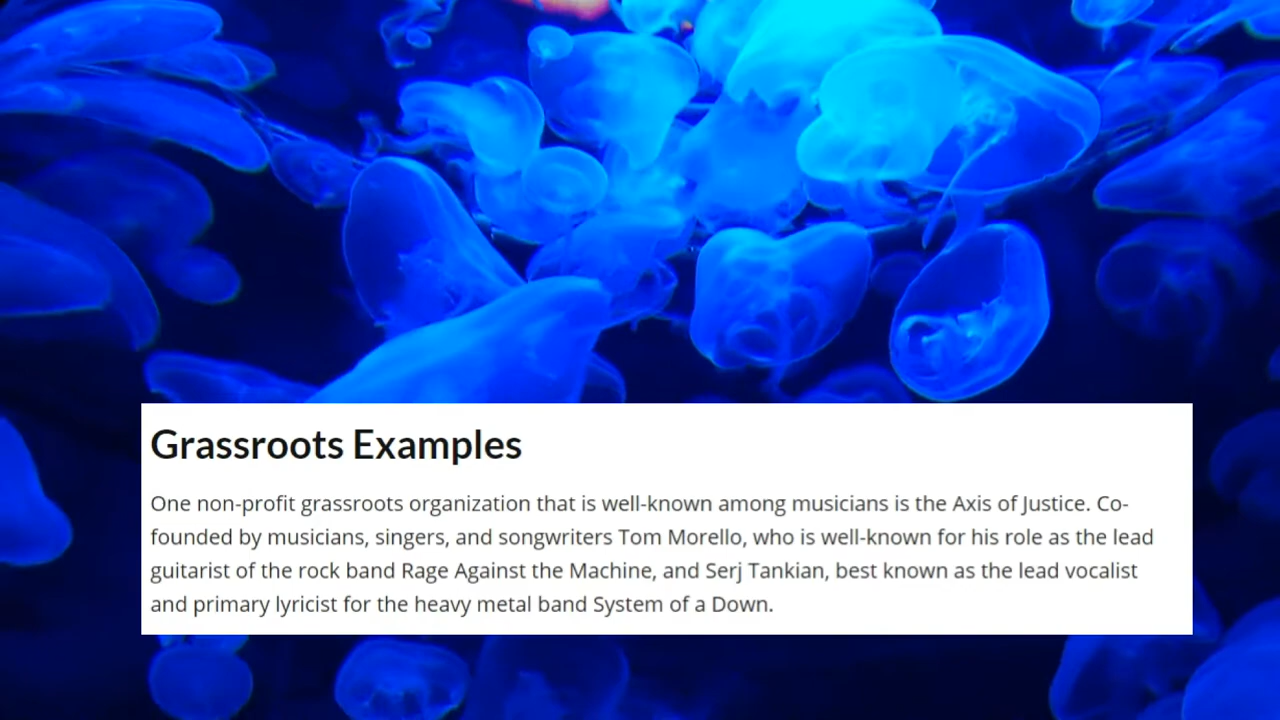 Grassroots Examples
One non-profit grassroots organization that is well-known among musicians is the Axis of Justice. Co-
founded by musicians, singers, and songwriters Tom Morello, who is well-known for his role as the lead
guitarist of the rock band Rage Against the Machine, and Serj Tankian, best known as the lead vocalist
and primary lyricist for the heavy metal band System of a Down.